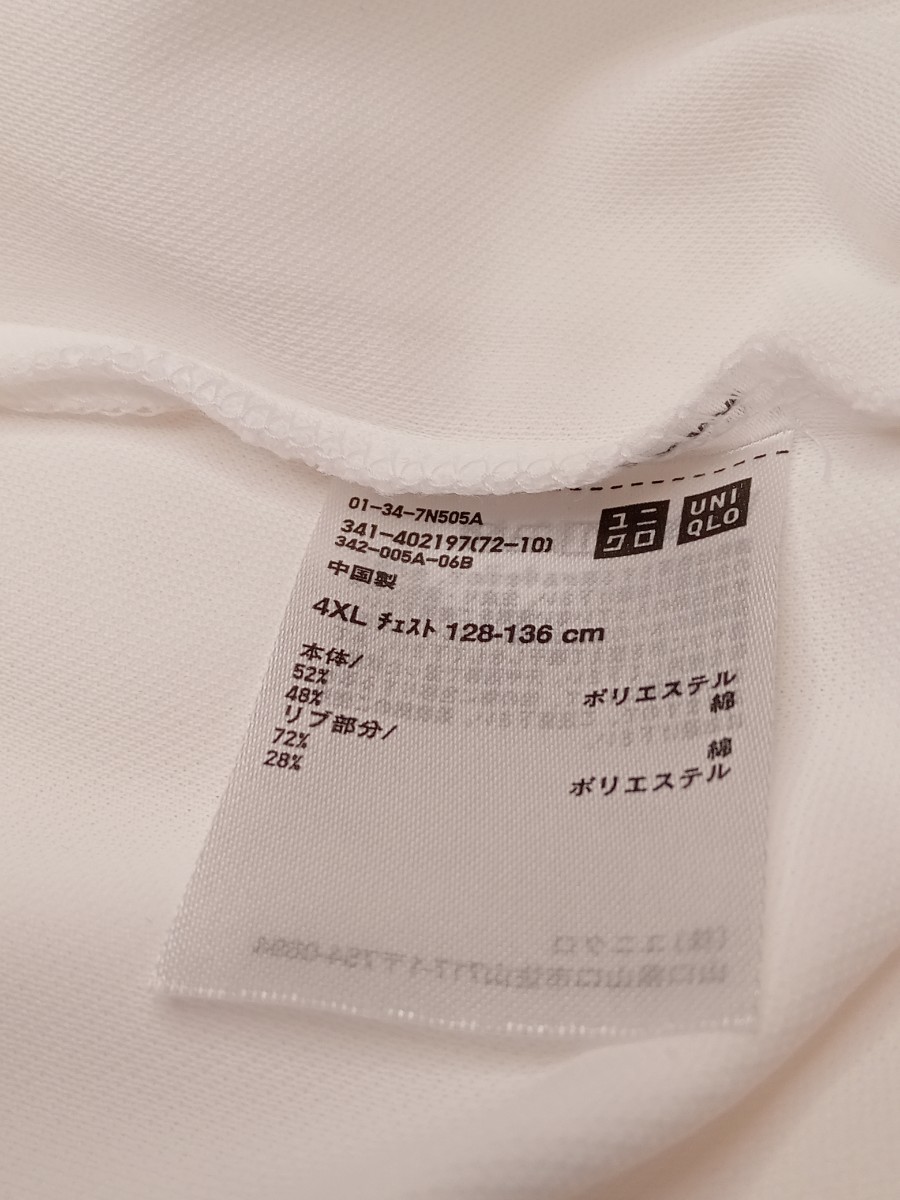 01-34-7N505A
341-402197(72-10)
342-005A-06B
中国製
ユニ
クロ
UNI
QLO
4XL チェスト 128-136 cm
本体/
52% ポリエステル
48% 綿
リブ部分/
72% 綿
28% ポリエステル